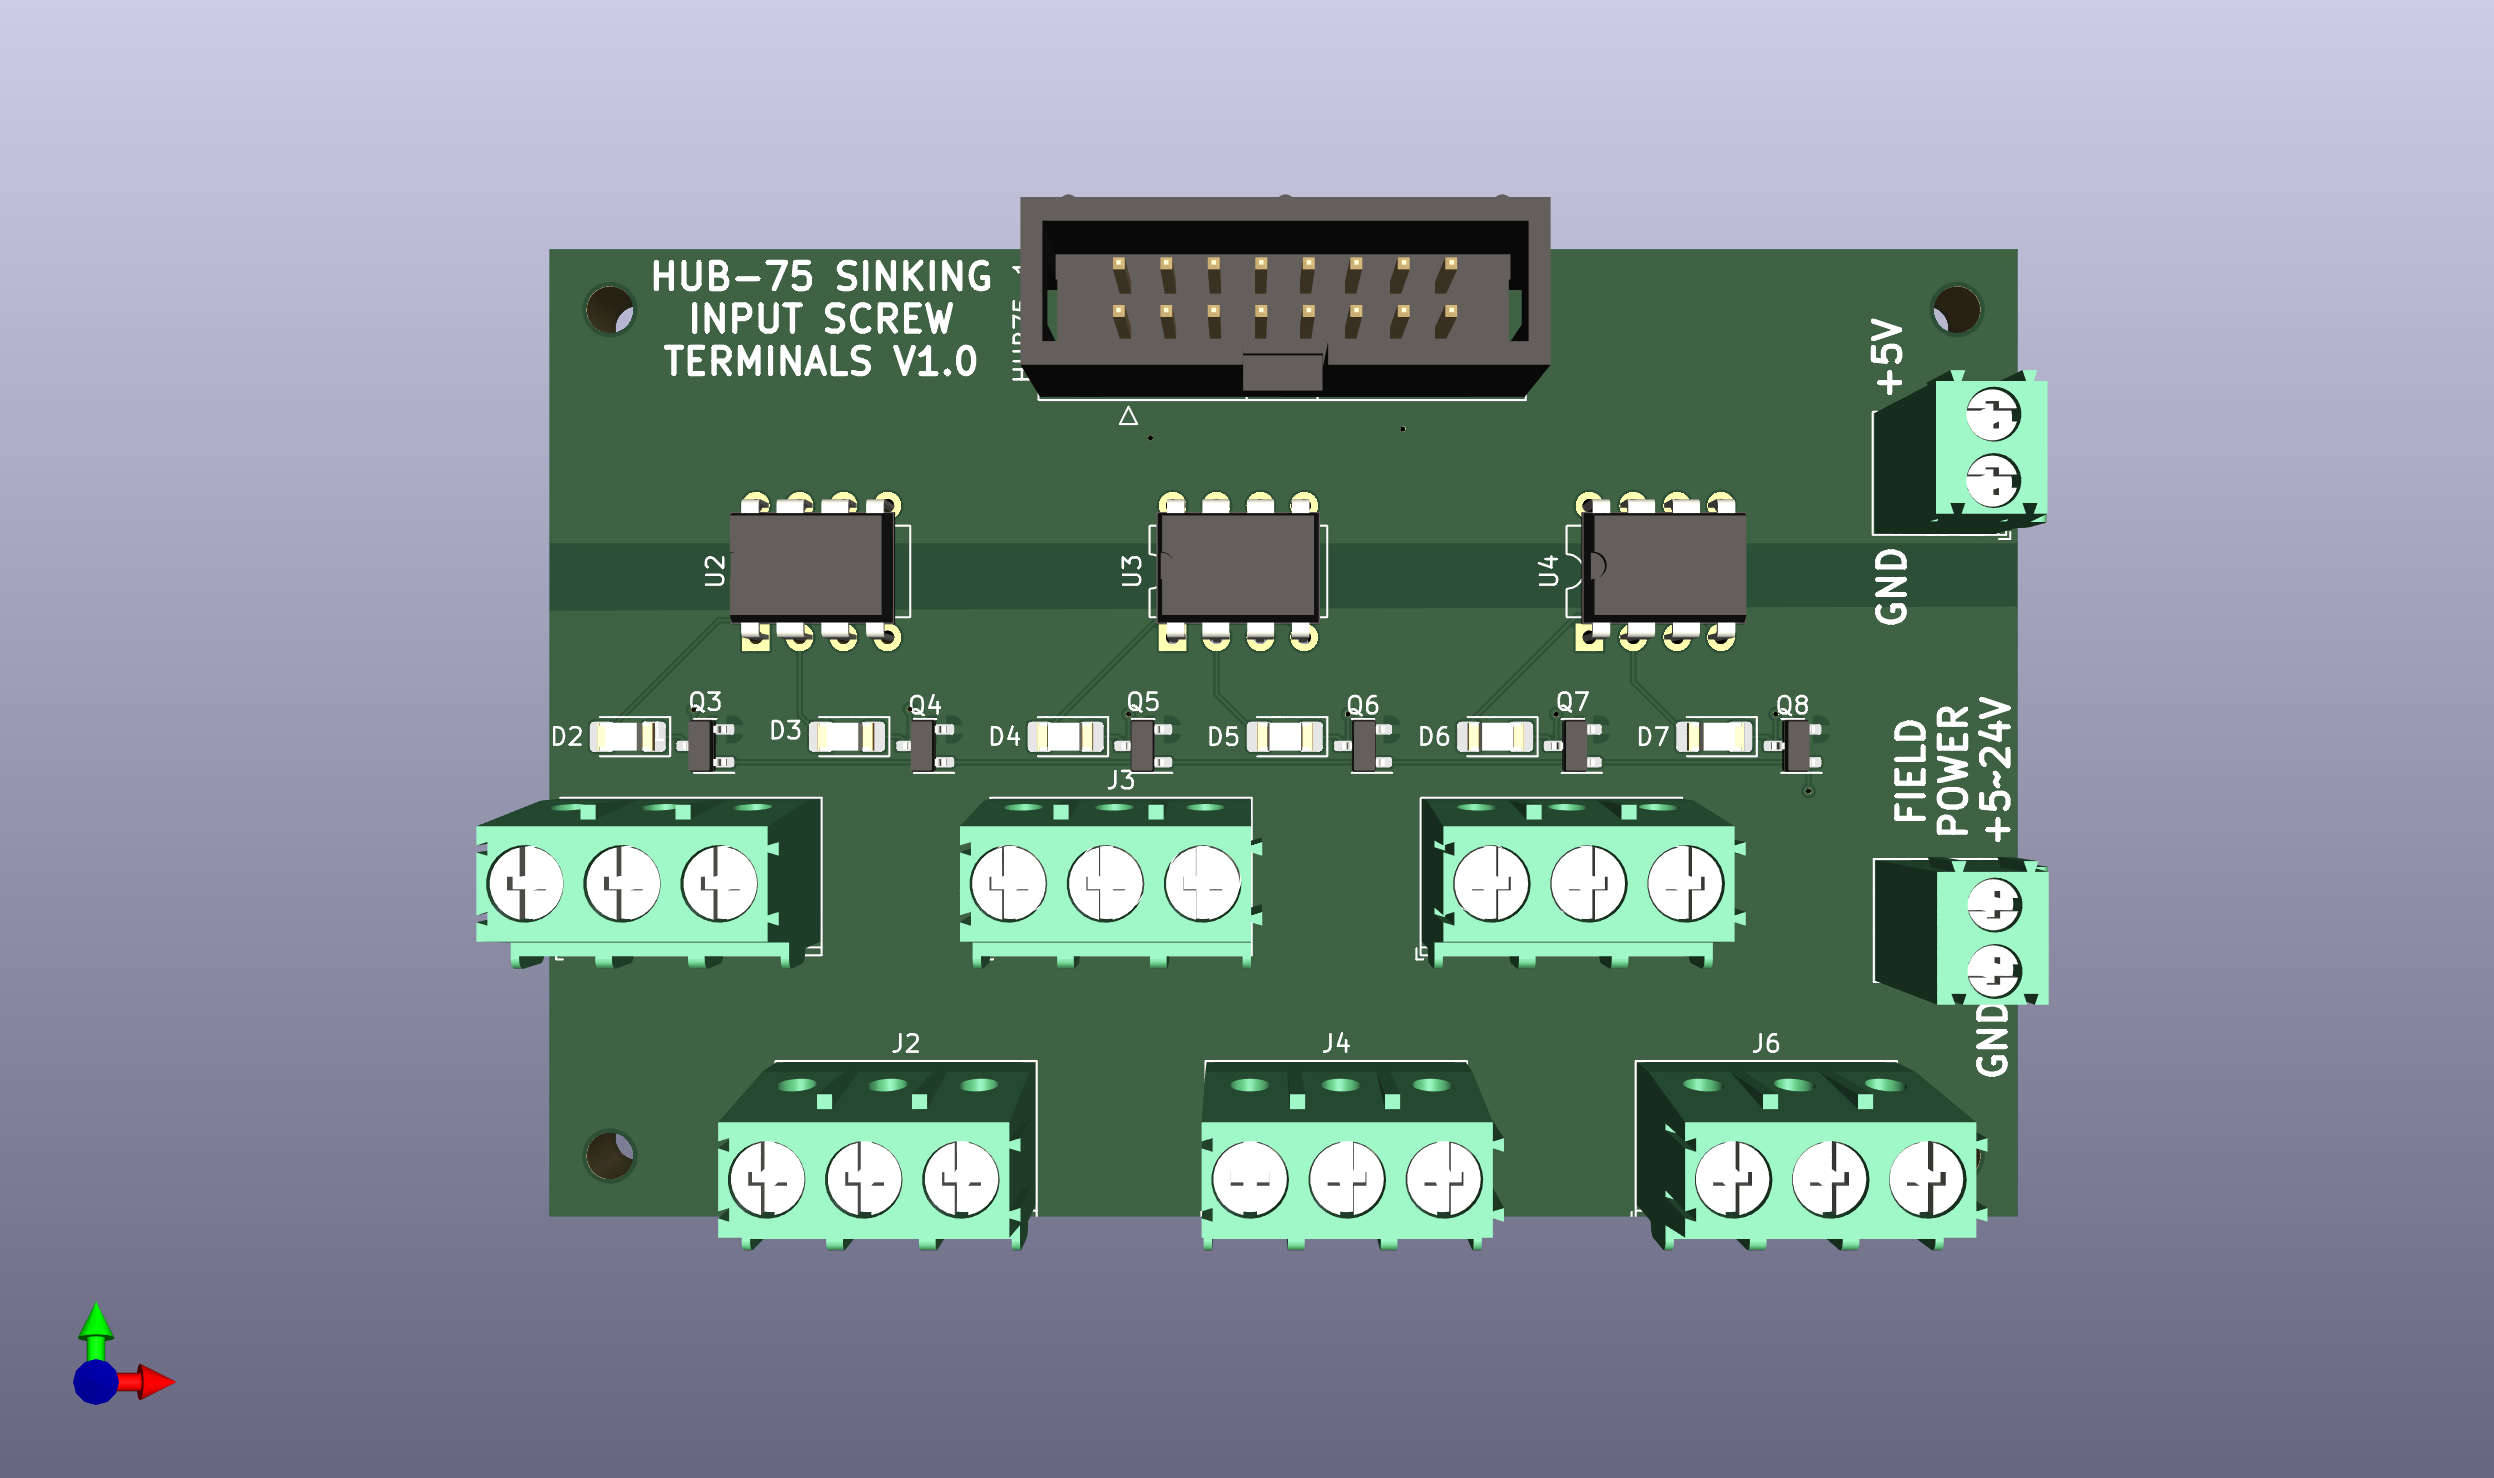 HUB-75 SINKING
INPUT SCREW
TERMINALS V1.0
+5V
GND
U2
U3
U4
Q3
Q4
Q5
Q6
Q7
Q8
D2
D3
D4
D5
D6
D7
J3
FIELD
POWER
+5~24V
GND
J2
J4
J6